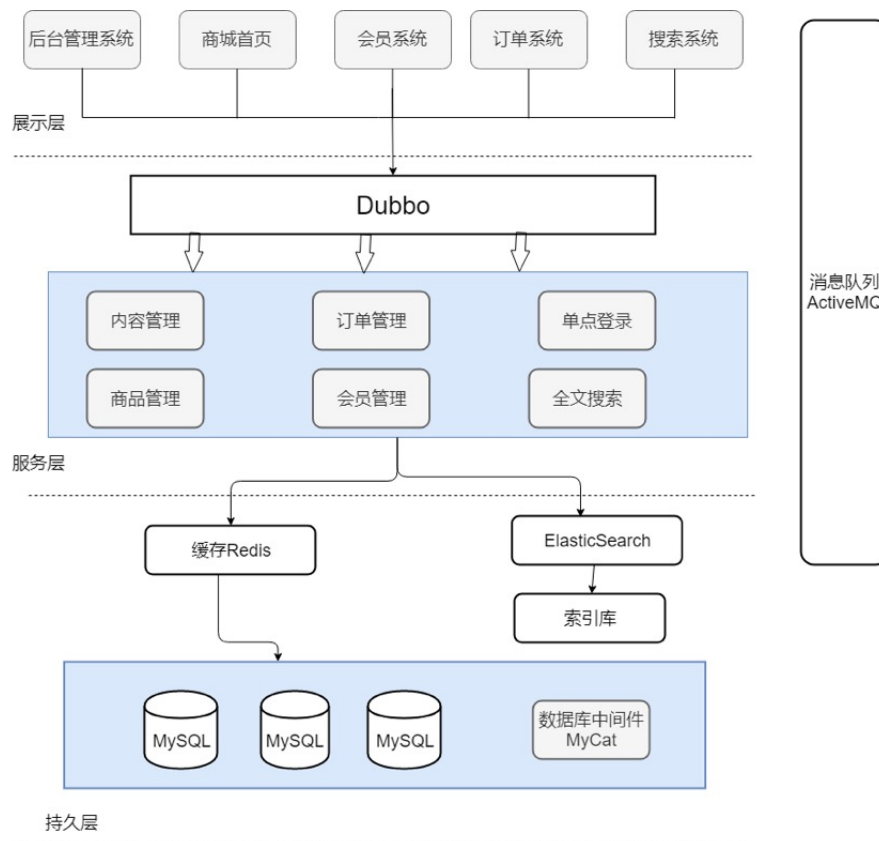 后台管理系统
商城首页
会员系统
订单系统
搜索系统
展示层
Dubbo
内容管理
订单管理
单点登录
商品管理
会员管理
全文搜索
服务层
消息队列
ActiveMQ
缓存Redis
ElasticSearch
索引库
MySQL
MySQL
MySQL
数据库中间件
MyCat
持久层